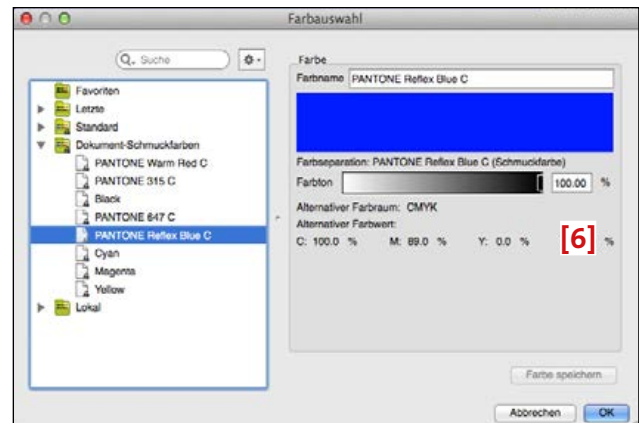 Farbauswahl
Suche
Favoriten
Letzte
Standard
Dokument-Schmuckfarben
PANTONE Warm Red C
PANTONE 315 C
Black
PANTONE 647 C
PANTONE Reflex Blue C
Cyan
Magenta
Yellow
Lokal
Farbe
Farbname PANTONE Reflex Blue C
Farbseparation: PANTONE Reflex Blue C (Schmuckfarbe)
Farbton 100.00 %
Alternativer Farbraum: CMYK
Alternativer Farbwert:
C: 100.0 % M: 89.0 % Y: 0.0 % [6] %
Farbe speichern
Abbrechen OK